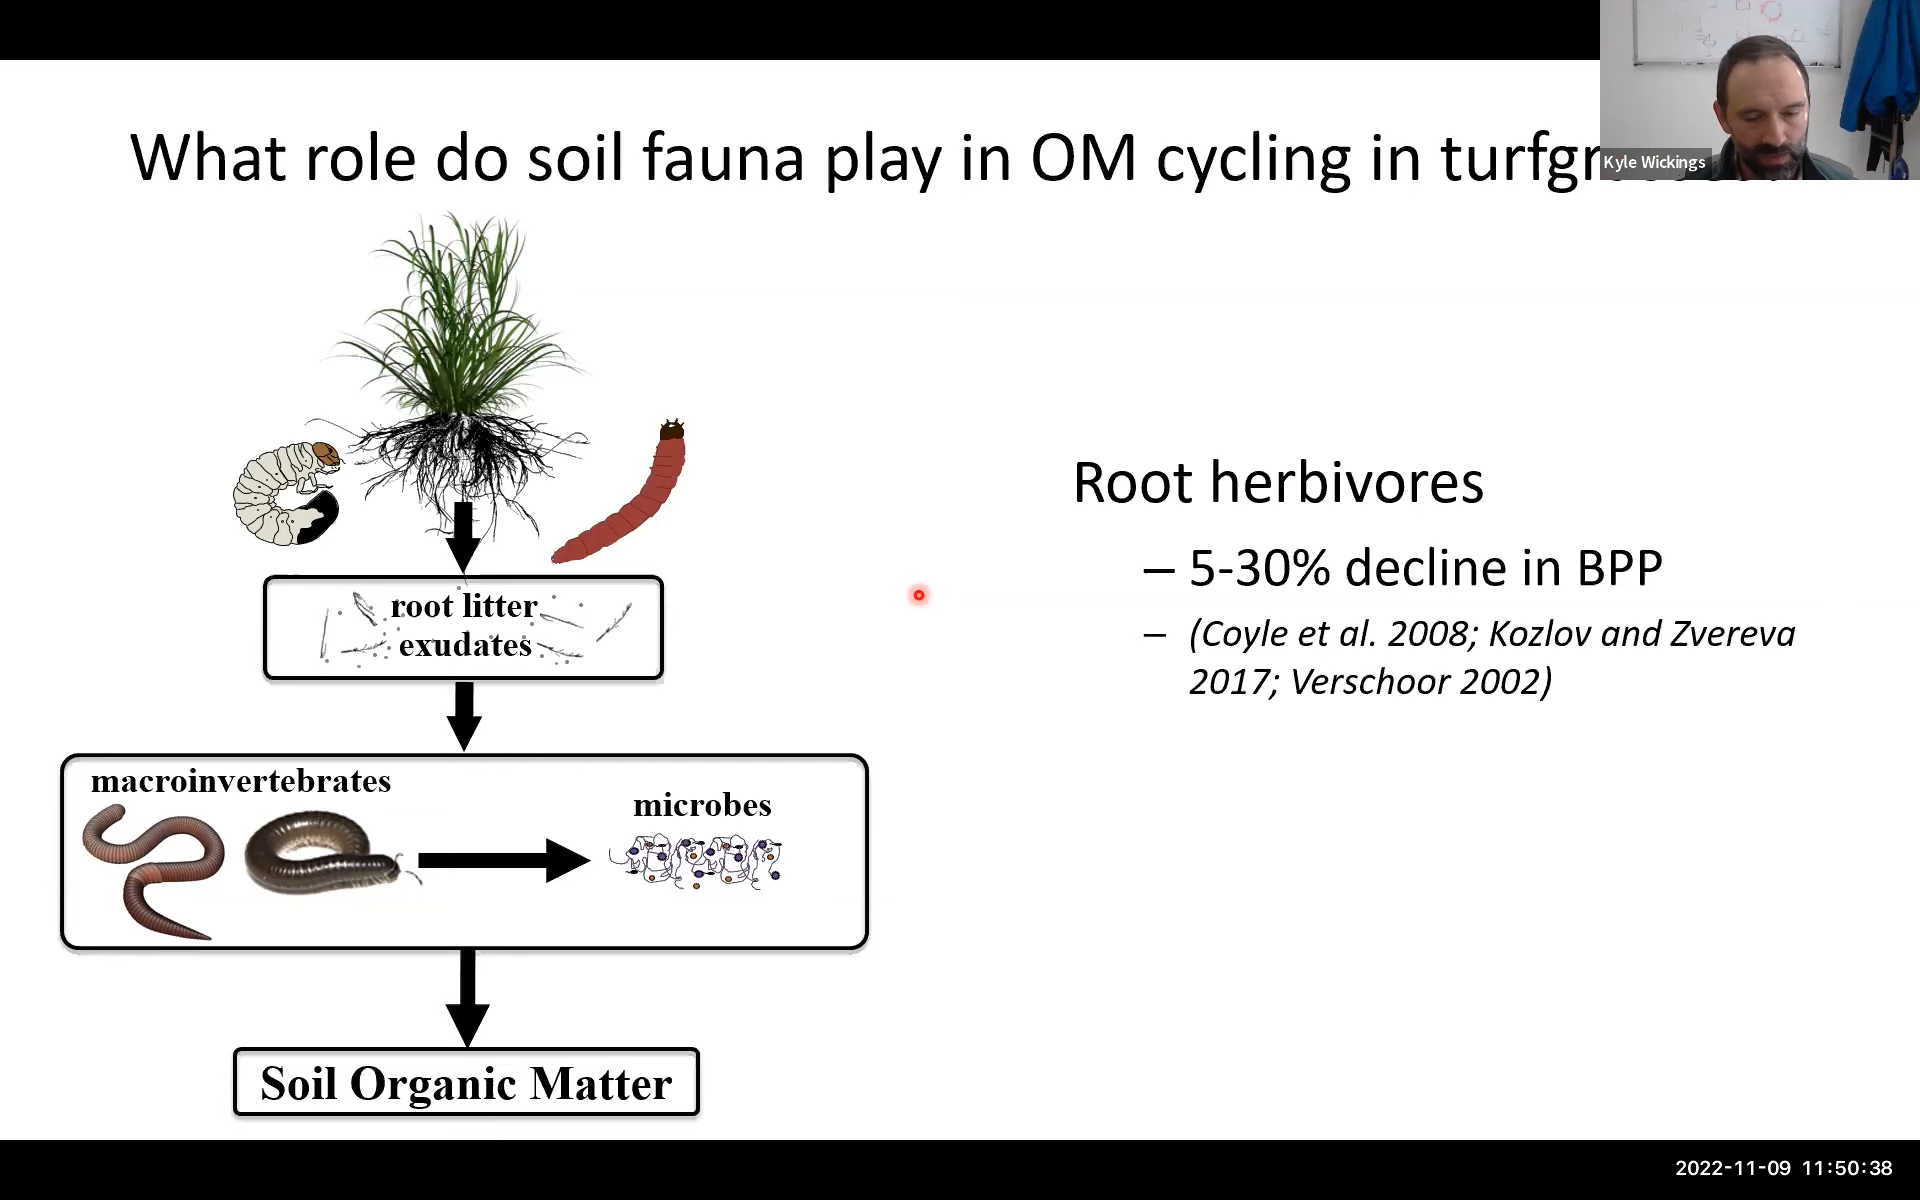 What role do soil fauna play in OM cycling in
Kyle Wickings
root litter
exudates
macroinvertebrates
microbes
Soil Organic Matter
Root herbivores
– 5-30% decline in BPP
– (Coyle et al. 2008; Kozlov and Zvereva
2017; Verschoor 2002)
2022-11-09 11:50:38